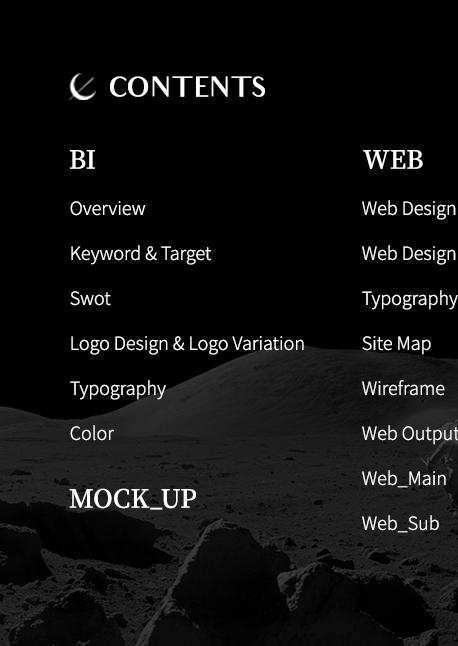 CONTENTS
BI
Overview
Keyword & Target
Swot
Logo Design & Logo Variation
Typography
Color
MOCK_UP
WEB
Web Design
Web Design
Typography
Site Map
Wireframe
Web Output
Web_Main
Web_Sub